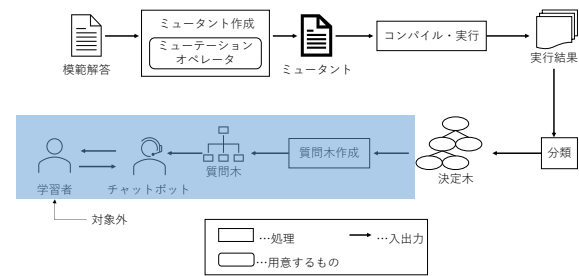 模範解答
ミュータント作成
ミューテーション
オペレータ
ミュータント
コンパイル・実行
実行結果
分類
決定木
質問木作成
質問木
チャットボット
学習者
対象外
…処理
…入出力
…用意するもの